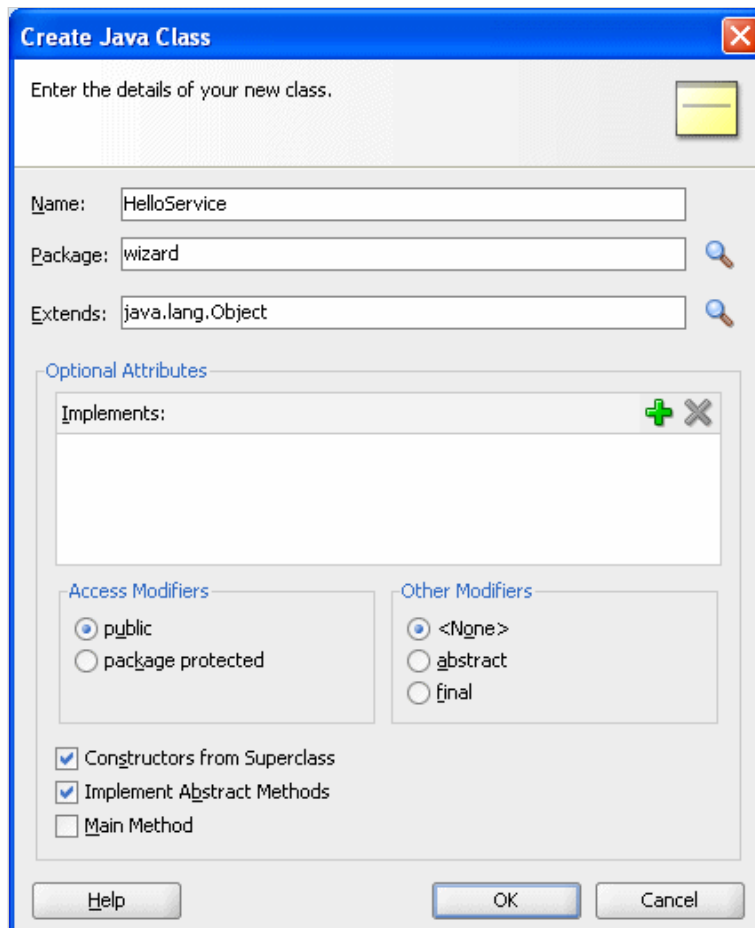 Create Java Class
Enter the details of your new class.
Name: HelloService
Package: wizard
Extends: java.lang.Object
Optional Attributes
Implements:
Access Modifiers
public
package protected
Other Modifiers
<None>
abstract
final
Constructors from Superclass
Implement Abstract Methods
Main Method
Help OK Cancel